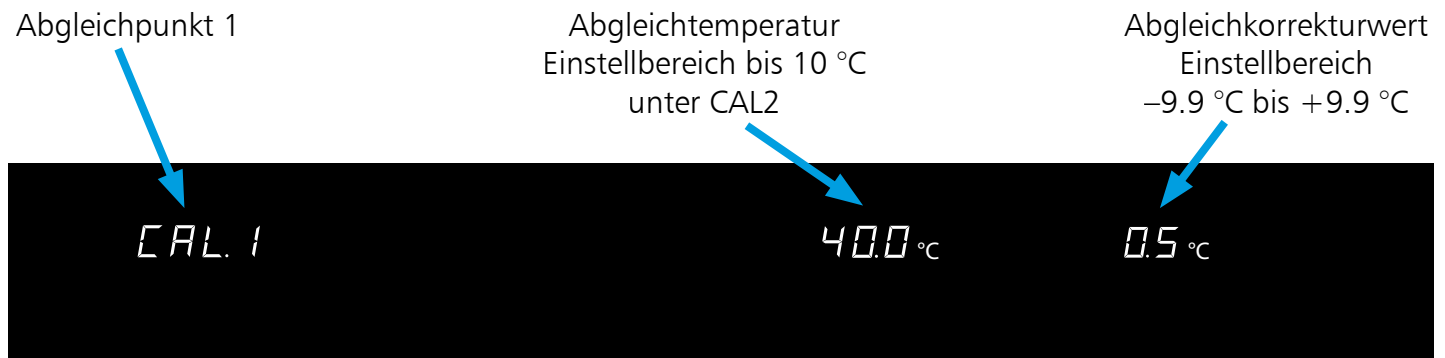 Abgleichpunkt 1
Abgleichtemperatur
Einstellbereich bis 10 °C
unter CAL2
Abgleichkorrekturwert
Einstellbereich
–9.9 °C bis +9.9 °C
CAL. 1
40.0 °C
0.5 °C